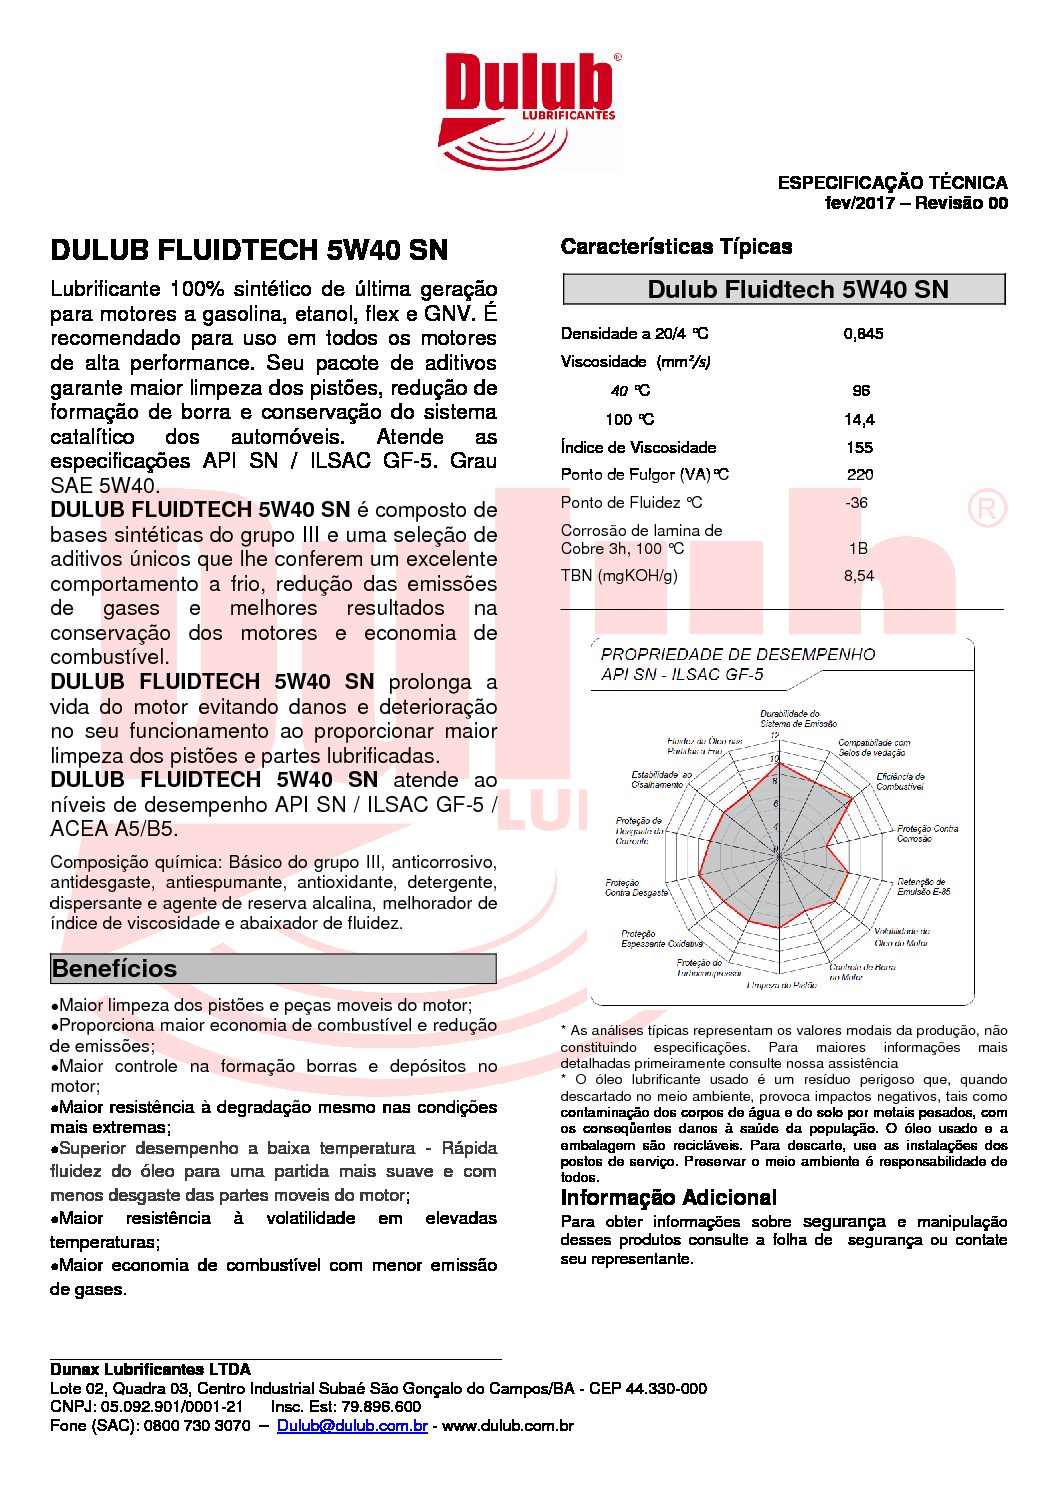 Dulub®
LUBRIFICANTES
ESPECIFICAÇÃO TÉCNICA
fev/2017 – Revisão 00
DULUB FLUIDTECH 5W40 SN
Lubrificante 100% sintético de última geração
para motores a gasolina, etanol, flex e GNV. É
recomendado para uso em todos os motores
de alta performance. Seu pacote de aditivos
garante maior limpeza dos pistões, redução de
formação de borra e conservação do sistema
catalítico dos automóveis. Atende as
especificações API SN / ILSAC GF-5. Grau
SAE 5W40.
DULUB FLUIDTECH 5W40 SN é composto de
bases sintéticas do grupo III e uma seleção de
aditivos únicos que lhe conferem um excelente
comportamento a frio, redução das emissões
de gases e melhores resultados na
conservação dos motores e economia de
combustível.
DULUB FLUIDTECH 5W40 SN prolonga a
vida do motor evitando danos e deterioração
no seu funcionamento ao proporcionar maior
limpeza dos pistões e partes lubrificadas.
DULUB FLUIDTECH 5W40 SN atende ao
níveis de desempenho API SN / ILSAC GF-5 /
ACEA A5/B5.
Composição química: Básico do grupo III, anticorrosivo,
antidesgaste, antiespumante, antioxidante, detergente,
dispersante e agente de reserva alcalina, melhorador de
índice de viscosidade e abaixador de fluidez.
Benefícios
●Maior limpeza dos pistões e peças moveis do motor;
●Proporciona maior economia de combustível e redução
de emissões;
●Maior controle na formação borras e depósitos no
motor;
●Maior resistência à degradação mesmo nas condições
mais extremas;
●Superior desempenho a baixa temperatura - Rápida
fluidez do óleo para uma partida mais suave e com
menos desgaste das partes moveis do motor;
●Maior resistência à volatilidade em elevadas
temperaturas;
●Maior economia de combustível com menor emissão
de gases.
Características Típicas
Dulub Fluidtech 5W40 SN
Densidade a 20/4 ºC 0,845
Viscosidade (mm²/s)
40 ºC 96
100 ºC 14,4
Índice de Viscosidade 155
Ponto de Fulgor (VA)ºC 220
Ponto de Fluidez ºC -36
Corrosão de lamina de
Cobre 3h, 100 ºC 1B
TBN (mgKOH/g) 8,54
PROPRIEDADE DE DESEMPENHO
API SN - ILSAC GF-5
Durabilidade do
Sistema de Emissão
Compatibilade com
Selos de vedação
Eficiência de
Combustível
Proteção Contra
Corrosão
Retenção de
Emulsão E-85
Volatilidade do
Óleo do Motor
Controle de Borra
no Motor
Limpeza do Pistão
Proteção do
Turbocompressor
Proteção
Espessante Oxidativa
Proteção
Contra Desgaste
Proteção de
Desgaste da
Corrente
Estabilidade ao
Cisalhamento
Fluidez da Óleo nas
Partidas a Frio
12
10
8
6
4
0
* As análises típicas representam os valores modais da produção, não
constituindo especificações. Para maiores informações mais
detalhadas primeiramente consulte nossa assistência
* O óleo lubrificante usado é um resíduo perigoso que, quando
descartado no meio ambiente, provoca impactos negativos, tais como
contaminação dos corpos de água e do solo por metais pesados, com
os conseqüentes danos à saúde da população. O óleo usado e a
embalagem são recicláveis. Para descarte, use as instalações dos
postos de serviço. Preservar o meio ambiente é responsabilidade de
todos.
Informação Adicional
Para obter informações sobre segurança e manipulação
desses produtos consulte a folha de segurança ou contate
seu representante.
Dunax Lubrificantes LTDA
Lote 02, Quadra 03, Centro Industrial Subaé São Gonçalo do Campos/BA - CEP 44.330-000
CNPJ: 05.092.901/0001-21 Insc. Est: 79.896.600
Fone (SAC): 0800 730 3070 – Dulub@dulub.com.br - www.dulub.com.br